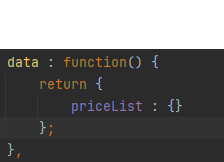 data : function() {
    return {
        priceList : {}
    };
},